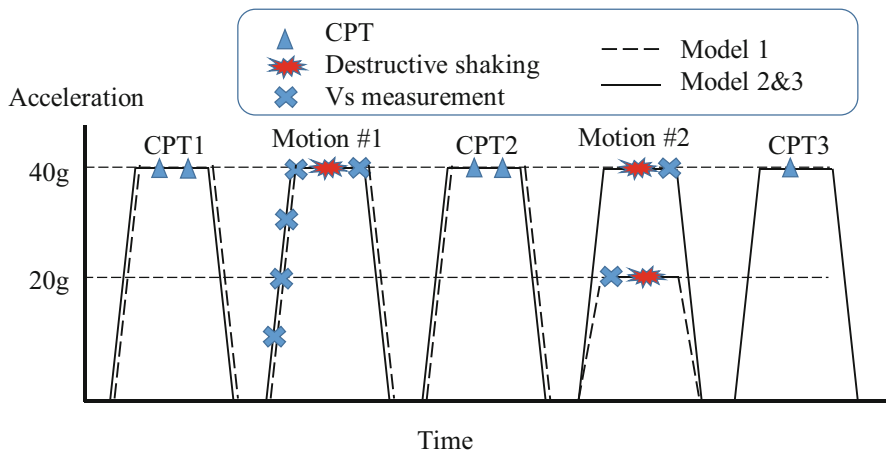 CPT
Destructive shaking
Vs measurement
Model 1
Model 2&3
Acceleration
CPT1
Motion #1
CPT2
Motion #2
CPT3
40g
20g
Time